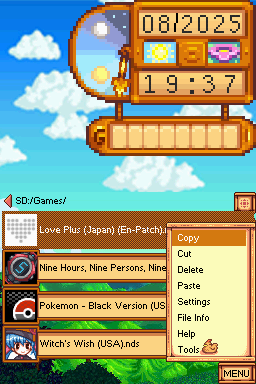 08/2025
19:37
SD:/Games/
Love Plus (Japan) (En-Patch).n
Nine Hours, Nine Persons, Nine
Pokemon - Black Version (US
Witch's Wish (USA).nds
Copy
Cut
Delete
Paste
Settings
File Info
Help
Tools
MENU